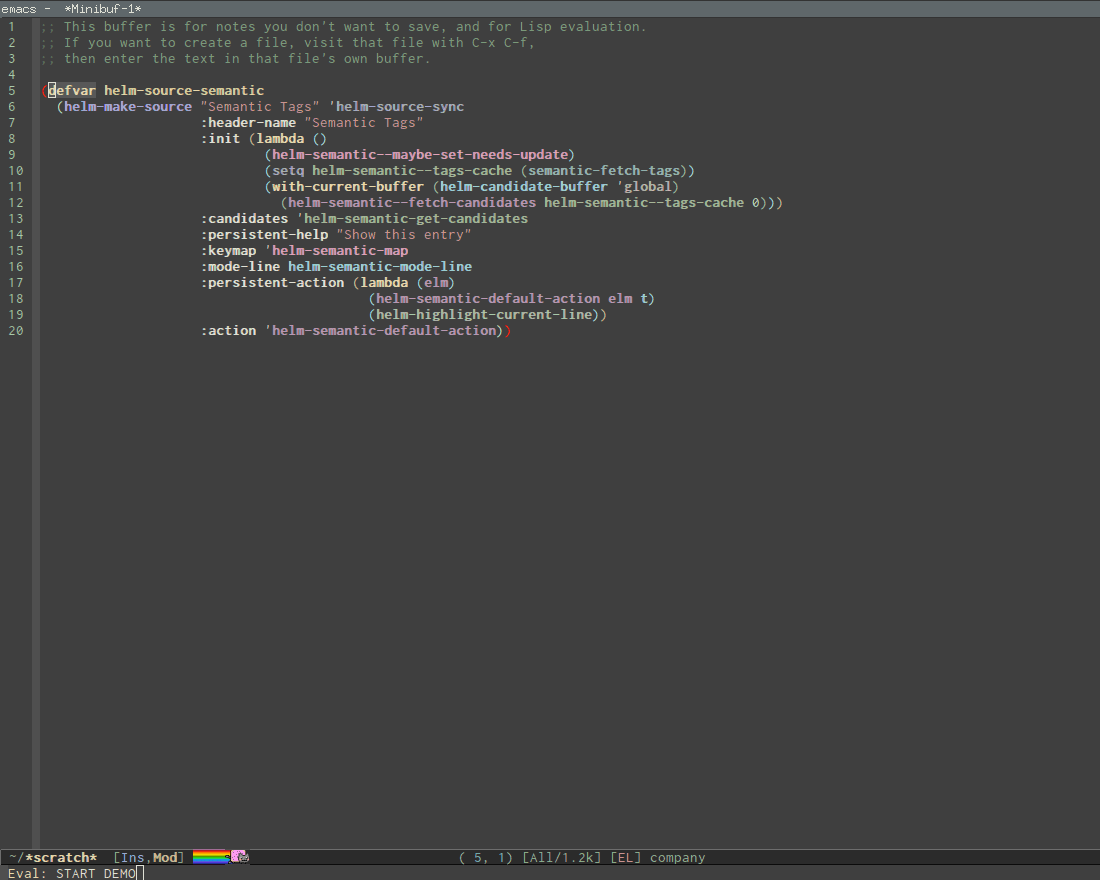 emacs -  *Minibuf-1*
1 ;; This buffer is for notes you don't want to save, and for Lisp evaluation.
2 ;; If you want to create a file, visit that file with C-x C-f,
3 ;; then enter the text in that file's own buffer.
4
5 (defvar helm-source-semantic
6   (helm-make-source "Semantic Tags" 'helm-source-sync
7                     :header-name "Semantic Tags"
8                     :init (lambda ()
9                             (helm-semantic--maybe-set-needs-update)
10                             (setq helm-semantic--tags-cache (semantic-fetch-tags))
11                             (with-current-buffer (helm-candidate-buffer 'global)
12                               (helm-semantic--fetch-candidates helm-semantic--tags-cache 0)))
13                     :candidates 'helm-semantic-get-candidates
14                     :persistent-help "Show this entry"
15                     :keymap 'helm-semantic-map
16                     :mode-line helm-semantic-mode-line
17                     :persistent-action (lambda (elm)
18                                          (helm-semantic-default-action elm t)
19                                          (helm-highlight-current-line))
20                     :action 'helm-semantic-default-action))
~/*scratch*  [Ins,Mod] ( 5, 1) [All/1.2k] [EL] company
Eval: START DEMO